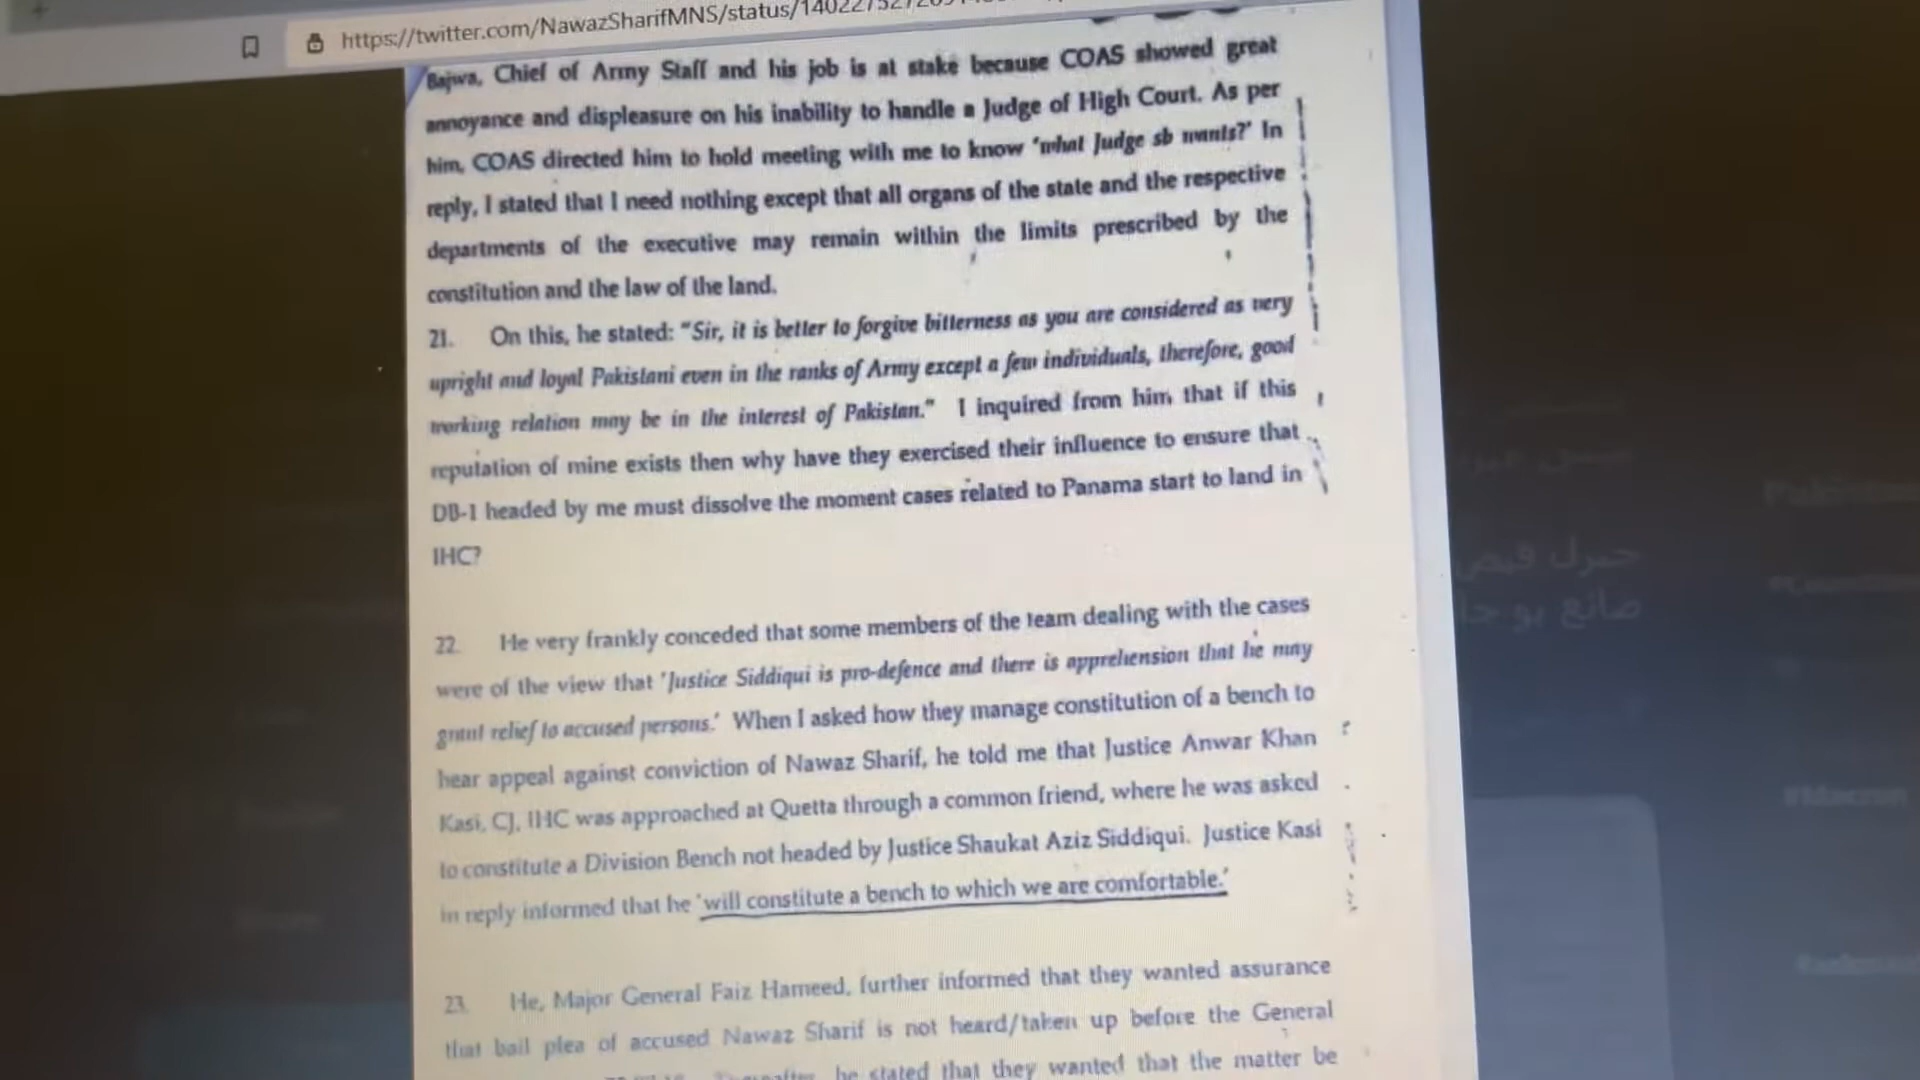 https://twitter.com/NawazSharifMNS/status/
Bajwa, Chief of Army Staff and his job is at stake because COAS showed great
annoyance and displeasure on his inability to handle a Judge of High Court. As per
him, COAS directed him to hold meeting with me to know 'what Judge sb wants?' In
reply, I stated that I need nothing except that all organs of the state and the respective
departments of the executive may remain within the limits prescribed by the
constitution and the law of the land.
21. On this, he stated: "Sir, it is better to forgive bitterness as you are considered as very
upright and loyal Pakistani even in the ranks of Army except a few individuals, therefore, good
working relation may be in the interest of Pakistan." I inquired from him that if this
reputation of mine exists then why have they exercised their influence to ensure that
DB-1 headed by me must dissolve the moment cases related to Panama start to land in
IHC?
22. He very frankly conceded that some members of the team dealing with the cases
were of the view that 'Justice Siddiqui is pro-defence and there is apprehension that he may
grant relief to accused persons.' When I asked how they manage constitution of a bench to
hear appeal against conviction of Nawaz Sharif, he told me that Justice Anwar Khan
Kasi, CJ, IHC was approached at Quetta through a common friend, where he was asked
to constitute a Division Bench not headed by Justice Shaukat Aziz Siddiqui. Justice Kasi
in reply informed that he 'will constitute a bench to which we are comfortable.'
23. He, Major General Faiz Hameed, further informed that they wanted assurance
that bail plea of accused Nawaz Sharif is not heard/taken up before the General
he stated that they wanted that the matter be
جنرل فیض
ضائع ہو جا